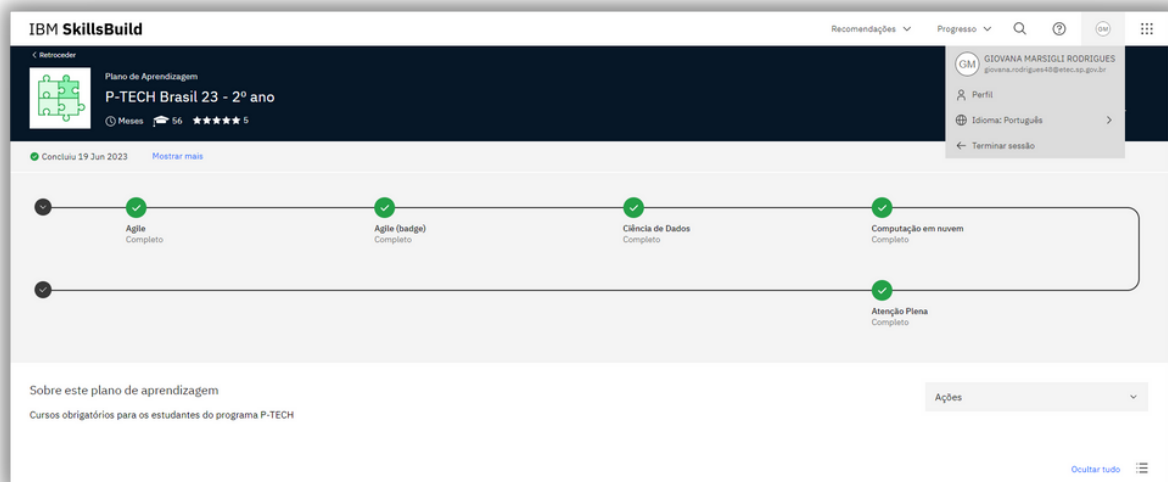 IBM SkillsBuild
Recomendações
Progresso
GM
Retroceder
Plano de Aprendizagem
P-TECH Brasil 23 - 2º ano
Meses 56 ★★★★★ 5
GM
GIOVANA MARSIGLI RODRIGUES
giovana.rodrigues48@etec.sp.gov.br
Perfil
Idioma: Português
Terminar sessão
Concluiu 19 Jun 2023 Mostrar mais
Agile
Completo
Agile (badge)
Completo
Ciência de Dados
Completo
Computação em nuvem
Completo
Atenção Plena
Completo
Sobre este plano de aprendizagem
Cursos obrigatórios para os estudantes do programa P-TECH
Ações
Ocultar tudo